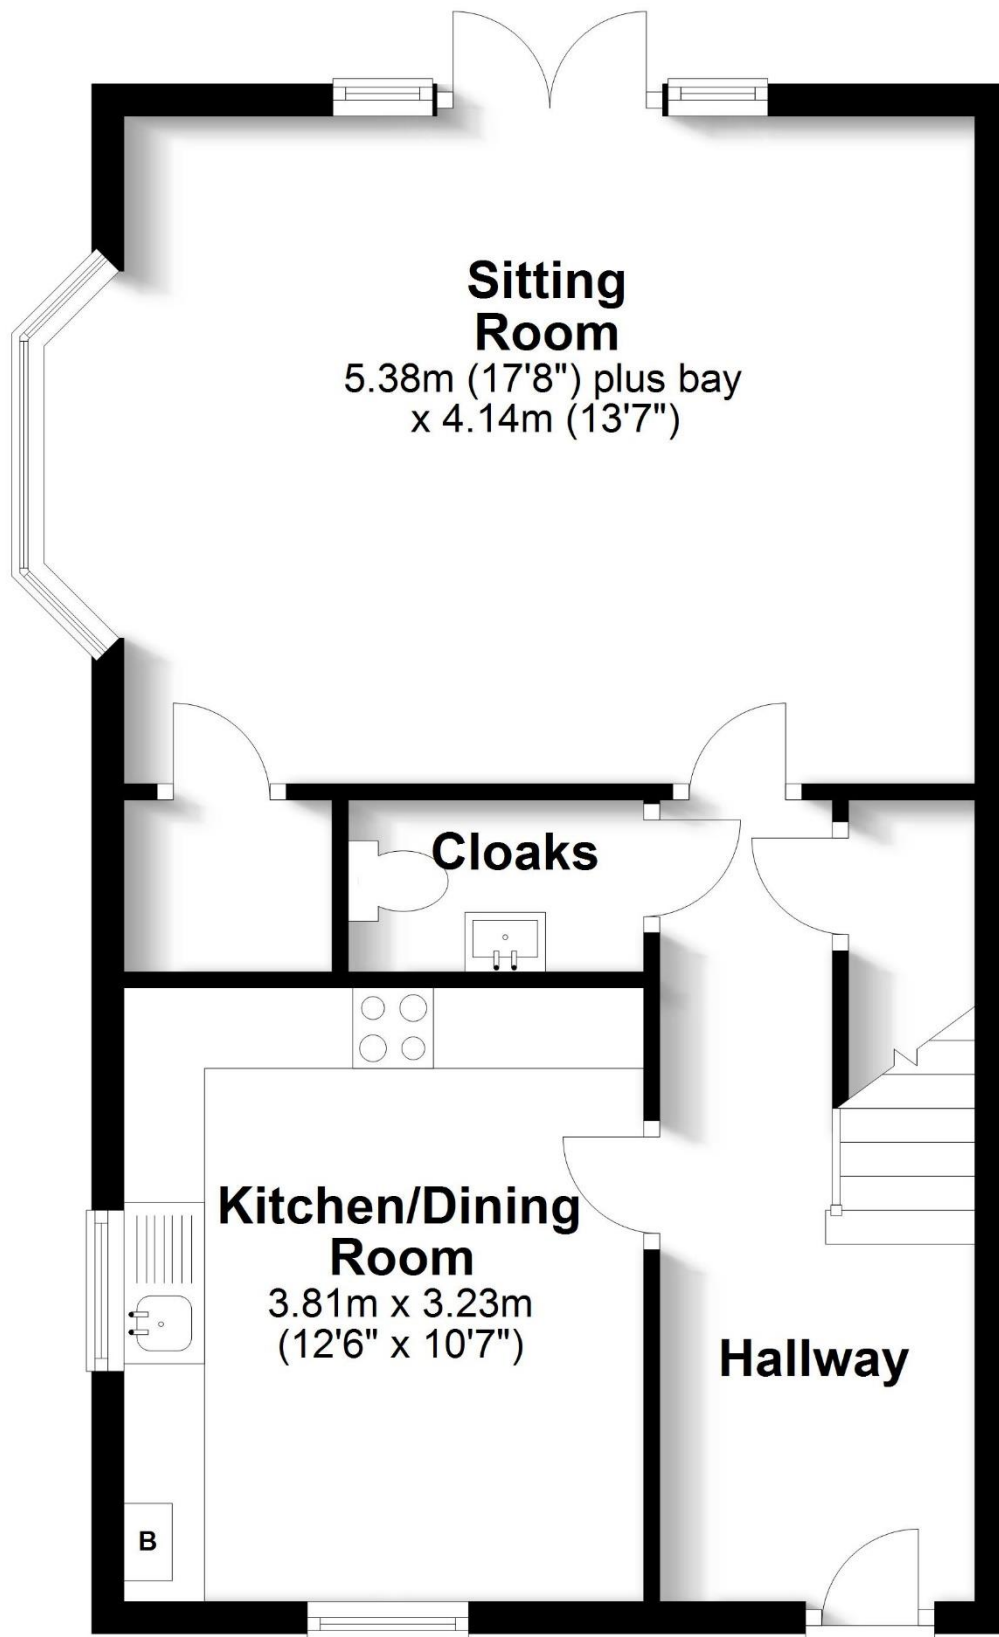 Sitting
Room
5.38m (17'8") plus bay
x 4.14m (13'7")
Cloaks
Kitchen/Dining
Room
3.81m x 3.23m
(12'6" x 10'7")
Hallway
B